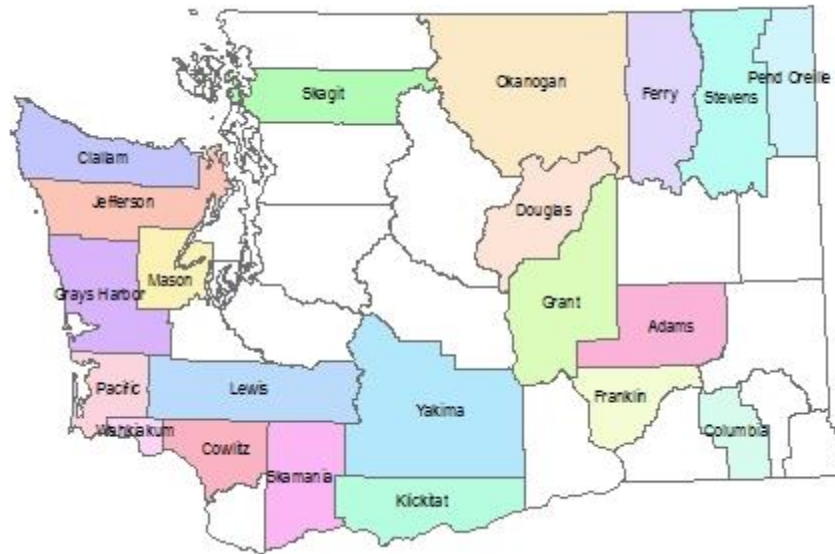 Okanogan
Pend Oreille
Skagit
Ferry
Stevens
Clallam
Jefferson
Douglas
Mason
Grays Harbor
Grant
Adams
Pacific
Lewis
Franklin
Yakima
Wahkiakum
Columbia
Cowlitz
Skamania
Klickitat